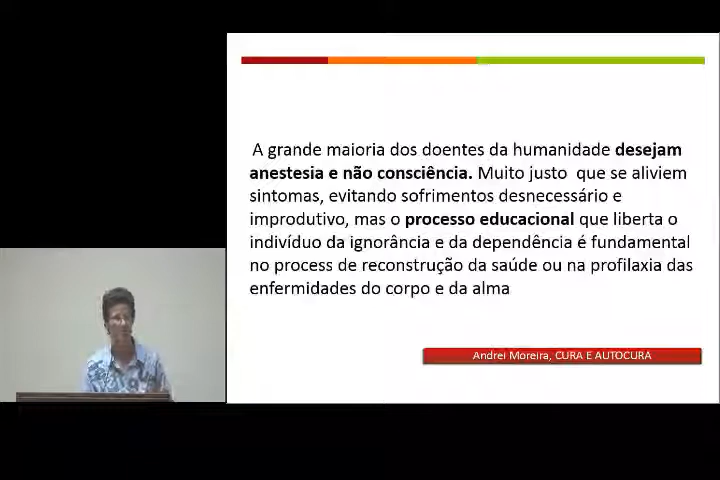 A grande maioria dos doentes da humanidade desejam
anestesia e não consciência. Muito justo que se aliviem
sintomas, evitando sofrimentos desnecessário e
improdutivo, mas o processo educacional que liberta o
indivíduo da ignorância e da dependência é fundamental
no process de reconstrução da saúde ou na profilaxia das
enfermidades do corpo e da alma
Andrei Moreira, CURA E AUTOCURA